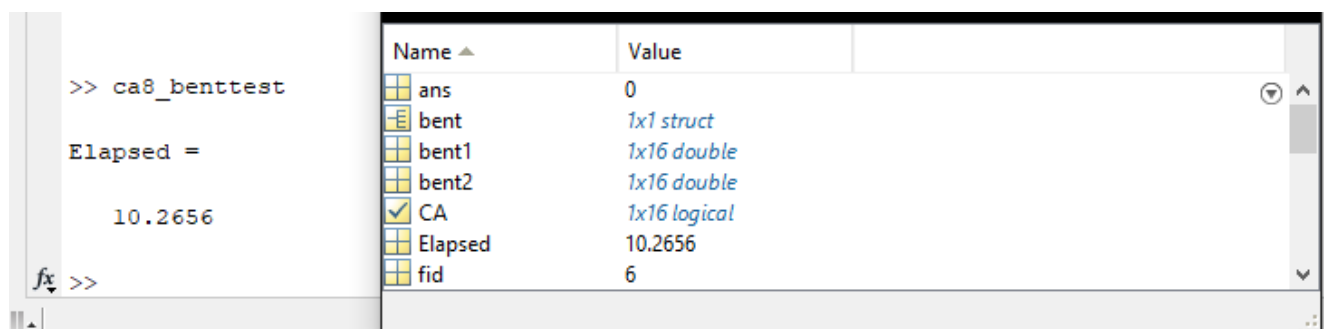 >> ca8_benttest
Elapsed =
10.2656
fx >>
Name Value
ans 0
bent 1x1 struct
bent1 1x16 double
bent2 1x16 double
CA 1x16 logical
Elapsed 10.2656
fid 6